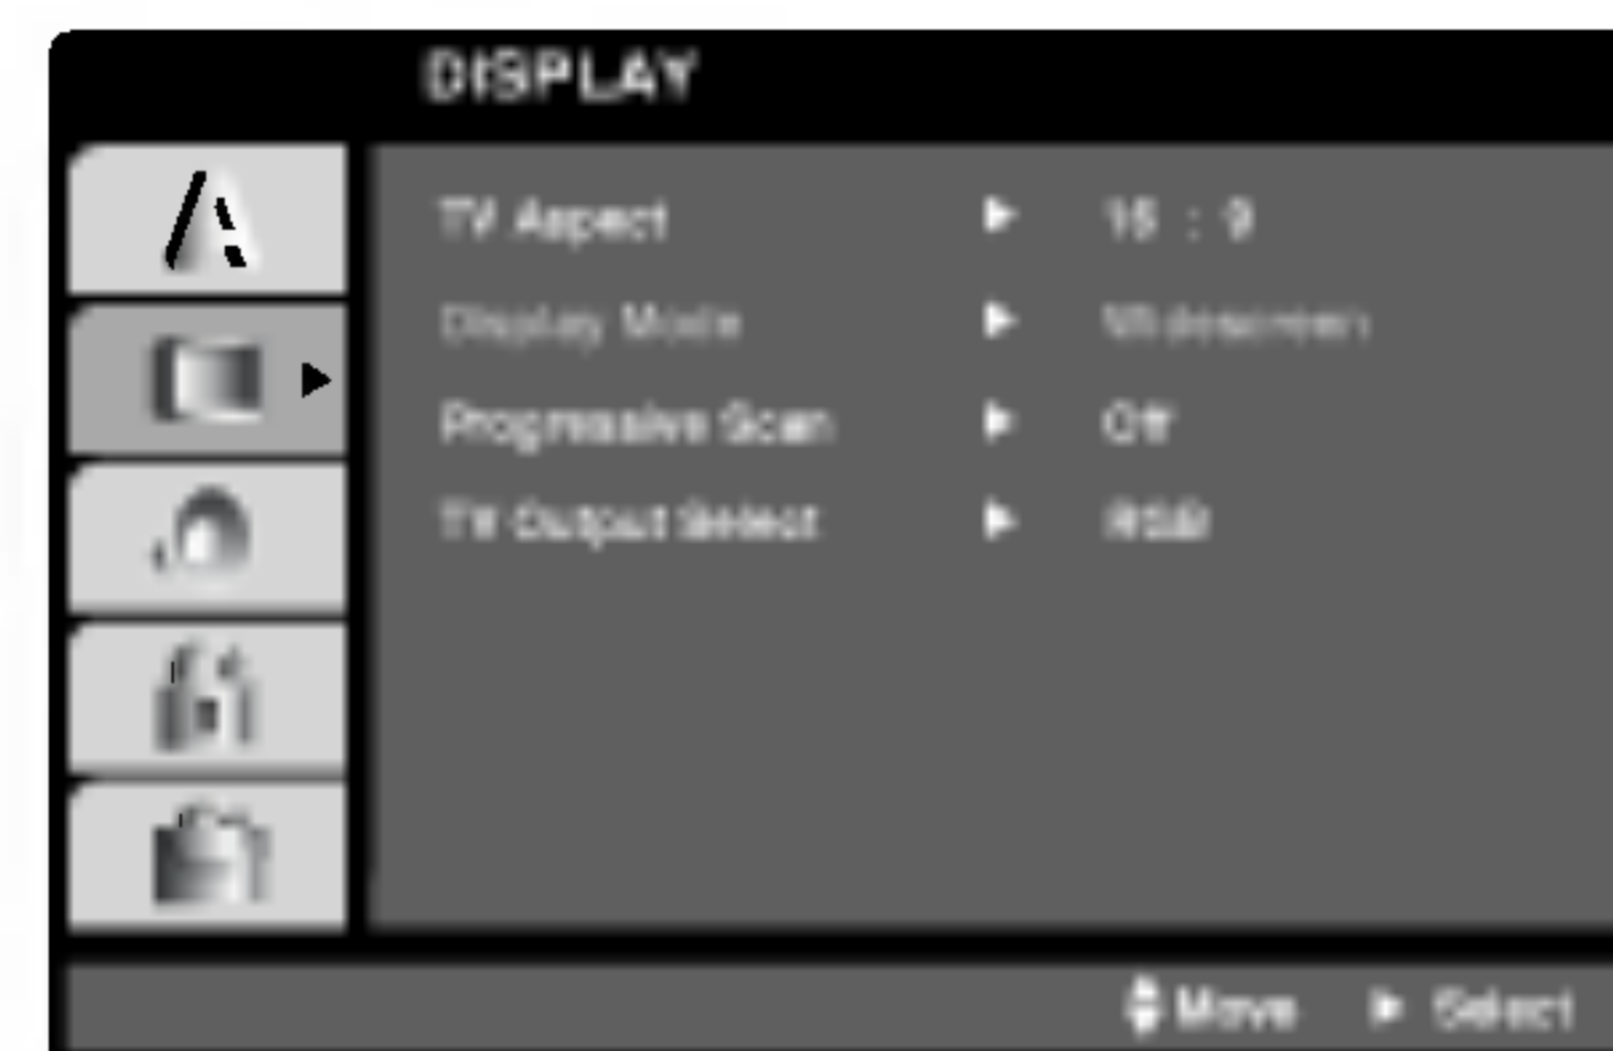 DISPLAY
TV Aspect 16 : 9
Display Mode Widescreen
Progressive Scan Off
TV Output Select RGB
Move Select